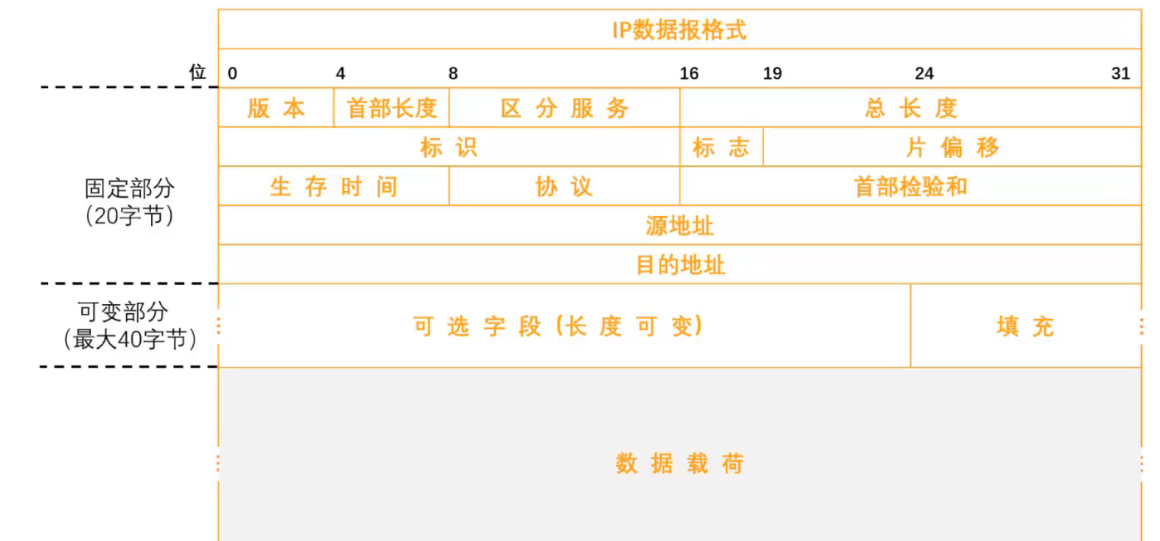 IP数据报格式
位 0 4 8 16 19 24 31
版 本 首部长度 区 分 服 务 总 长 度
标 识 标 志 片 偏 移
固定部分
（20字节）
生 存 时 间 协 议 首部检验和
源地址
目的地址
可变部分
（最大40字节）
可 选 字 段 (长 度 可 变) 填 充
数 据 载 荷